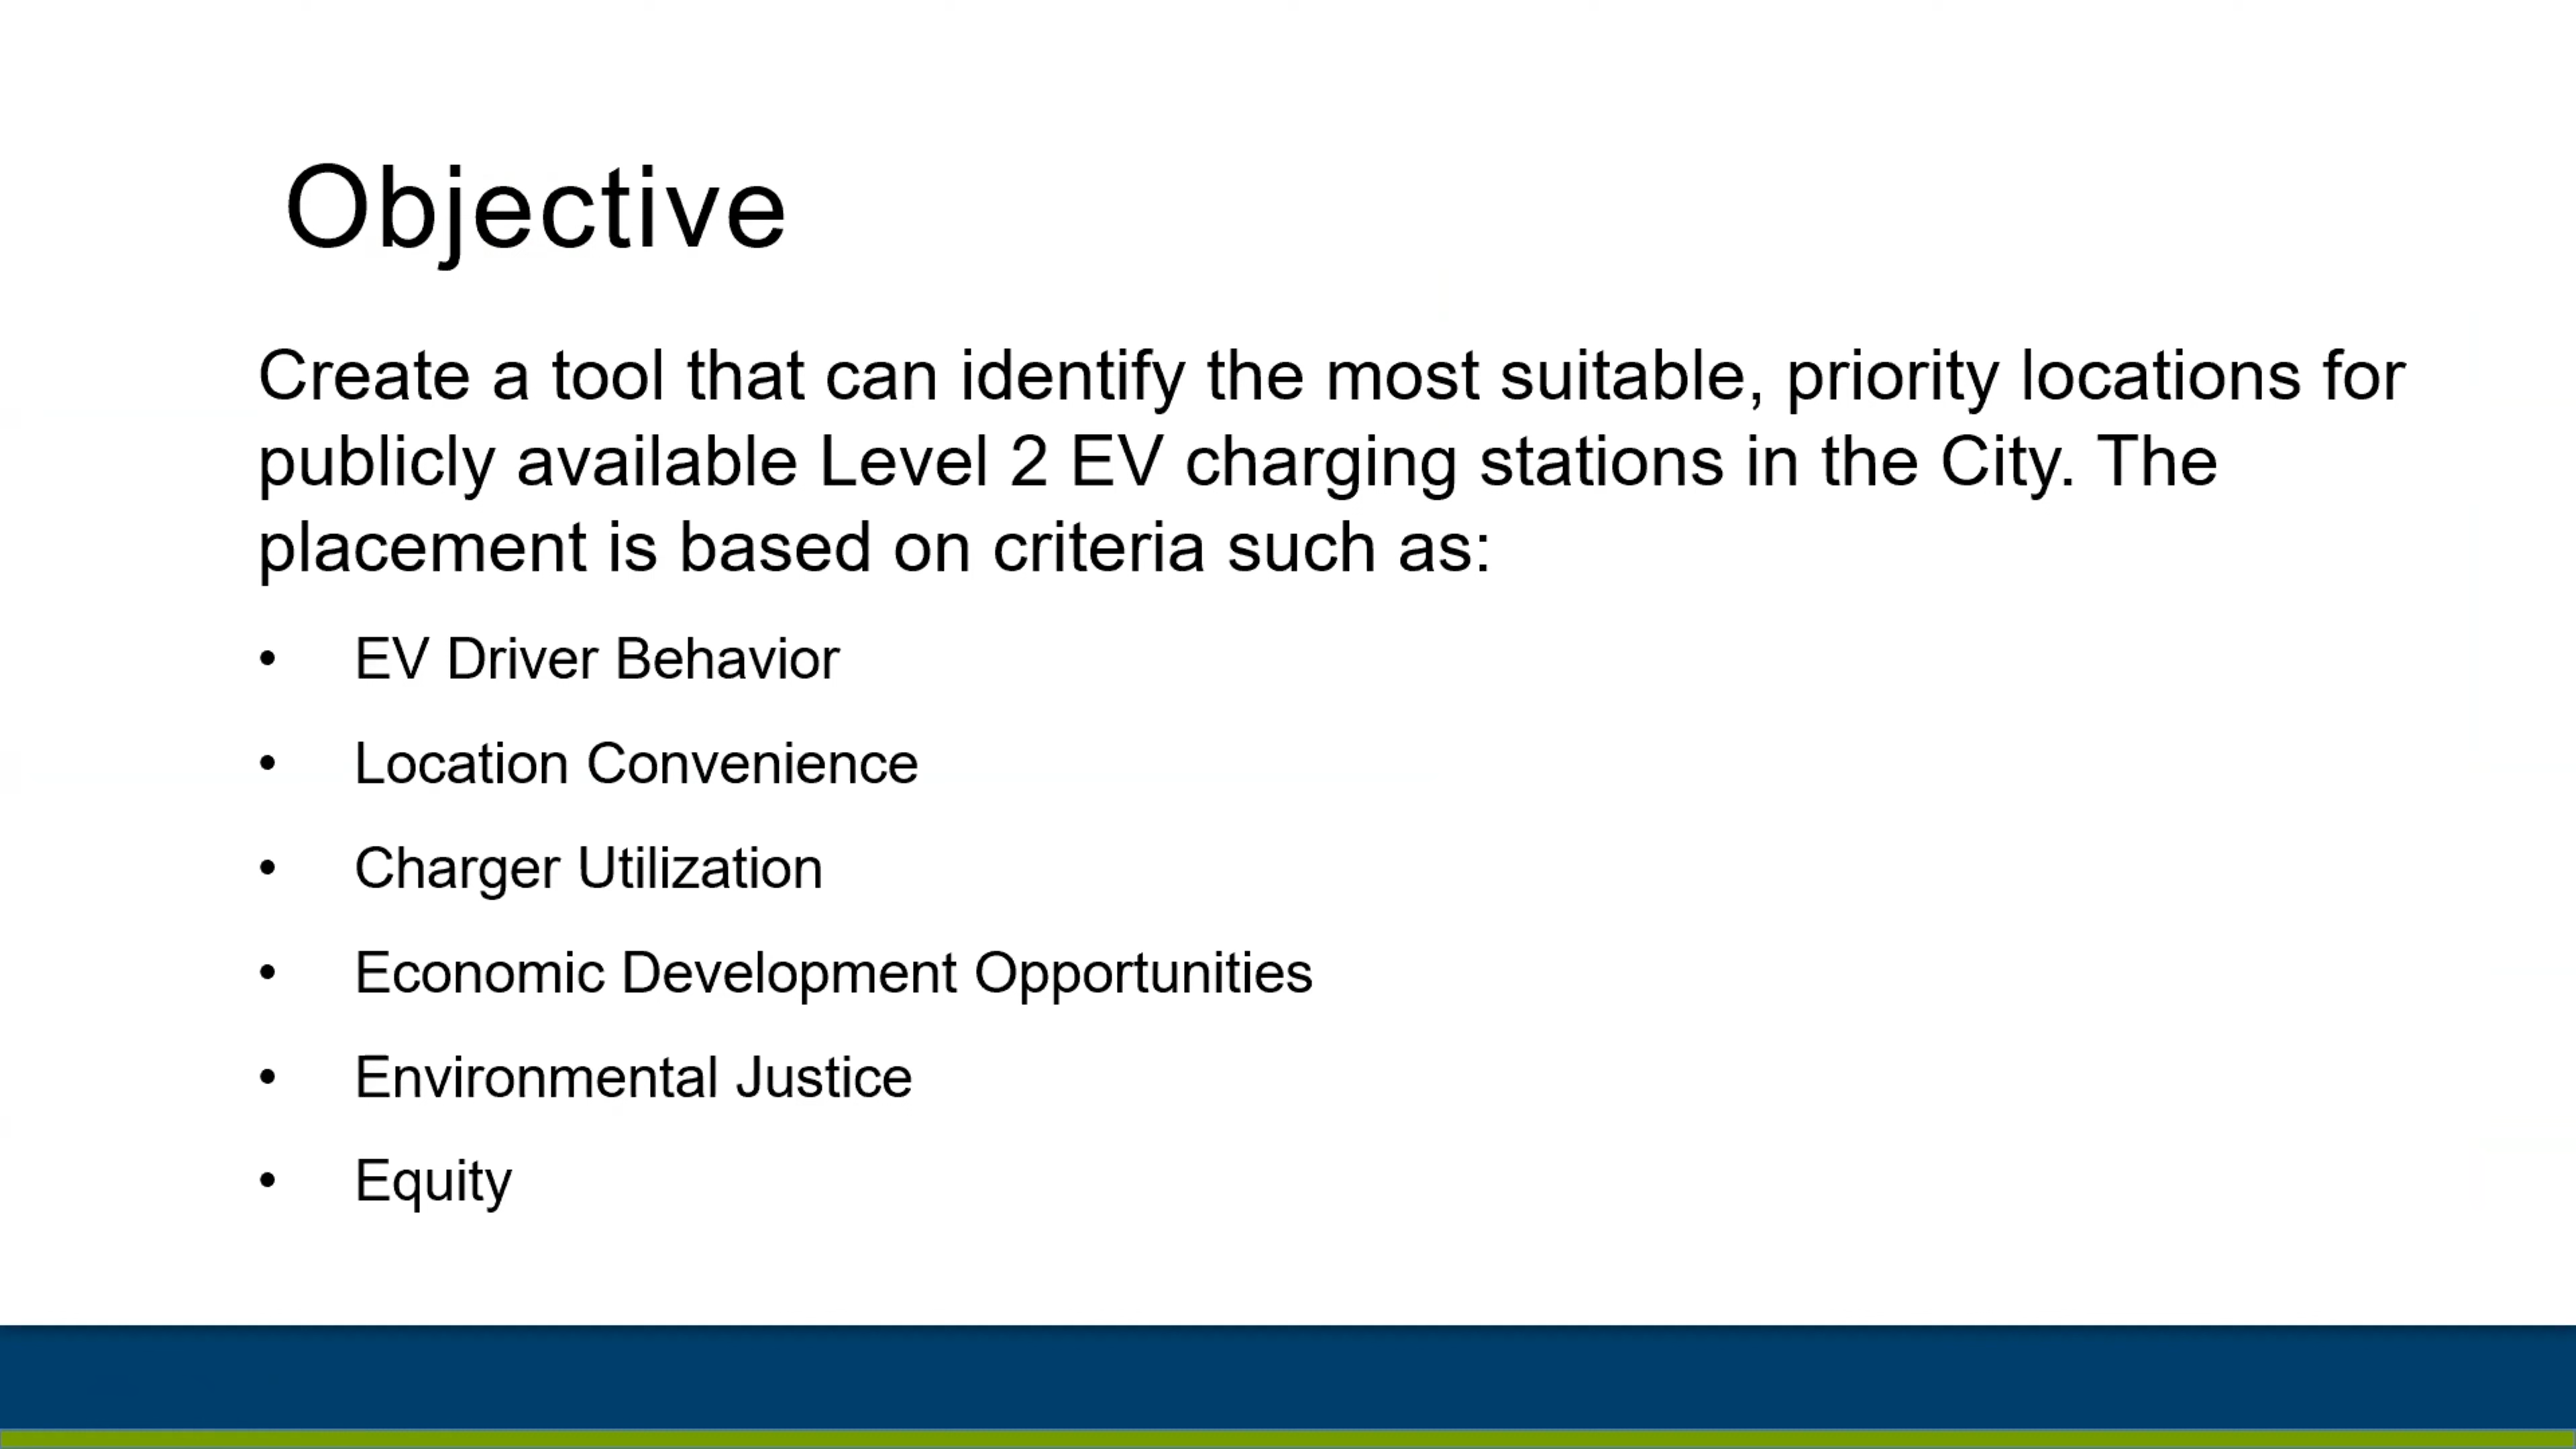 Objective
Create a tool that can identify the most suitable, priority locations for
publicly available Level 2 EV charging stations in the City. The
placement is based on criteria such as:
• EV Driver Behavior
• Location Convenience
• Charger Utilization
• Economic Development Opportunities
• Environmental Justice
• Equity